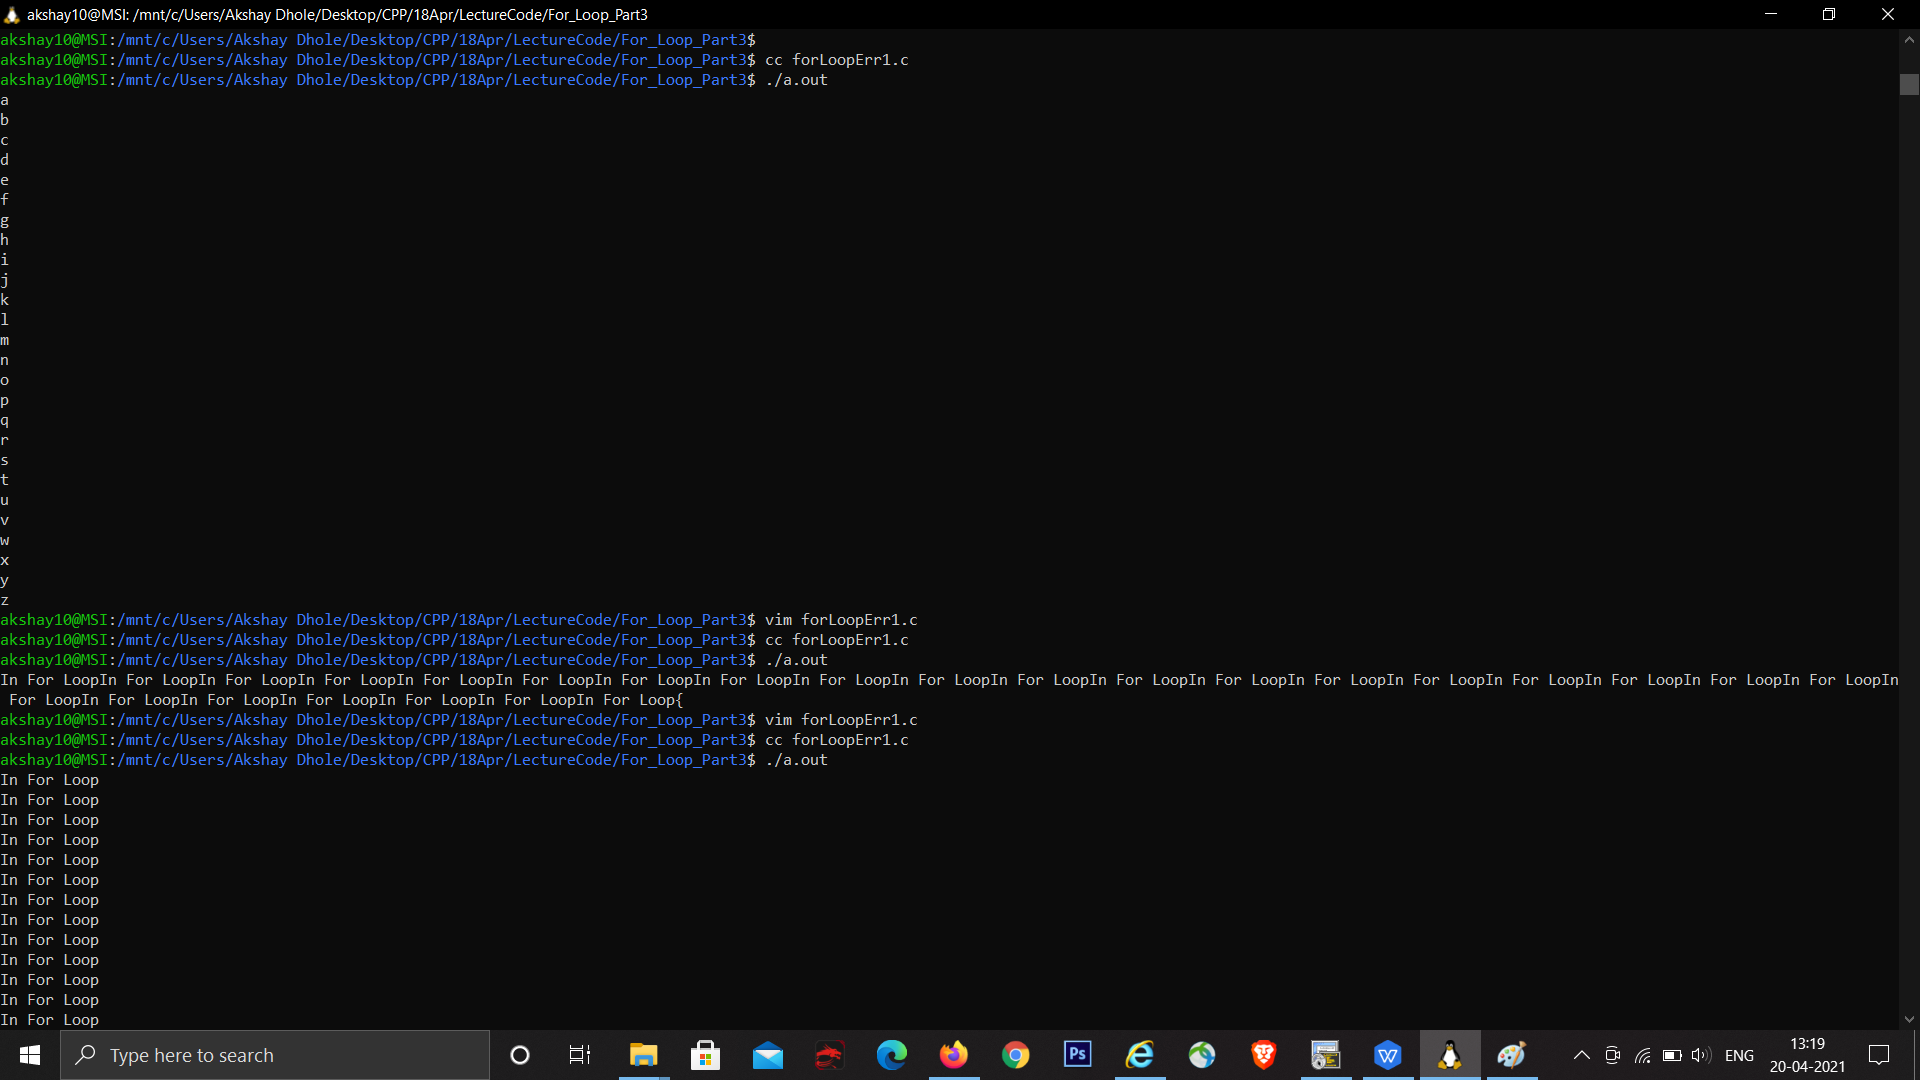 akshay10@MSI: /mnt/c/Users/Akshay Dhole/Desktop/CPP/18Apr/LectureCode/For_Loop_Part3
akshay10@MSI:/mnt/c/Users/Akshay Dhole/Desktop/CPP/18Apr/LectureCode/For_Loop_Part3$
akshay10@MSI:/mnt/c/Users/Akshay Dhole/Desktop/CPP/18Apr/LectureCode/For_Loop_Part3$ cc forLoopErr1.c
akshay10@MSI:/mnt/c/Users/Akshay Dhole/Desktop/CPP/18Apr/LectureCode/For_Loop_Part3$ ./a.out
a
b
c
d
e
f
g
h
i
j
k
l
m
n
o
p
q
r
s
t
u
v
w
x
y
z
akshay10@MSI:/mnt/c/Users/Akshay Dhole/Desktop/CPP/18Apr/LectureCode/For_Loop_Part3$ vim forLoopErr1.c
akshay10@MSI:/mnt/c/Users/Akshay Dhole/Desktop/CPP/18Apr/LectureCode/For_Loop_Part3$ cc forLoopErr1.c
akshay10@MSI:/mnt/c/Users/Akshay Dhole/Desktop/CPP/18Apr/LectureCode/For_Loop_Part3$ ./a.out
In For LoopIn For LoopIn For LoopIn For LoopIn For LoopIn For LoopIn For LoopIn For LoopIn For LoopIn For LoopIn For LoopIn For LoopIn For LoopIn For LoopIn For LoopIn For LoopIn For LoopIn For LoopIn For LoopIn
 For LoopIn For LoopIn For LoopIn For LoopIn For LoopIn For LoopIn For Loop{
akshay10@MSI:/mnt/c/Users/Akshay Dhole/Desktop/CPP/18Apr/LectureCode/For_Loop_Part3$ vim forLoopErr1.c
akshay10@MSI:/mnt/c/Users/Akshay Dhole/Desktop/CPP/18Apr/LectureCode/For_Loop_Part3$ cc forLoopErr1.c
akshay10@MSI:/mnt/c/Users/Akshay Dhole/Desktop/CPP/18Apr/LectureCode/For_Loop_Part3$ ./a.out
In For Loop
In For Loop
In For Loop
In For Loop
In For Loop
In For Loop
In For Loop
In For Loop
In For Loop
In For Loop
In For Loop
In For Loop
In For Loop
Type here to search
Ps
W
ENG
13:19
20-04-2021